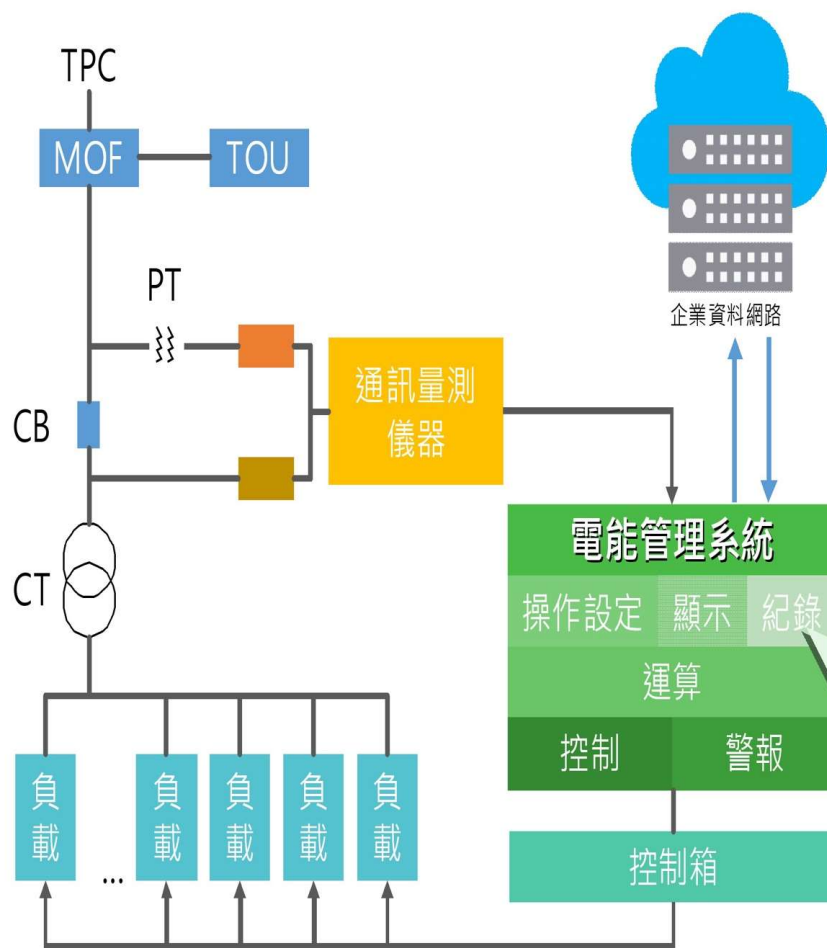 TPC
MOF
TOU
企業資料網路
PT
通訊量測
儀器
CB
電能管理系統
CT
操作設定
顯示
紀錄
運算
控制
警報
負
載
...
負
載
負
載
負
載
負
載
控制箱